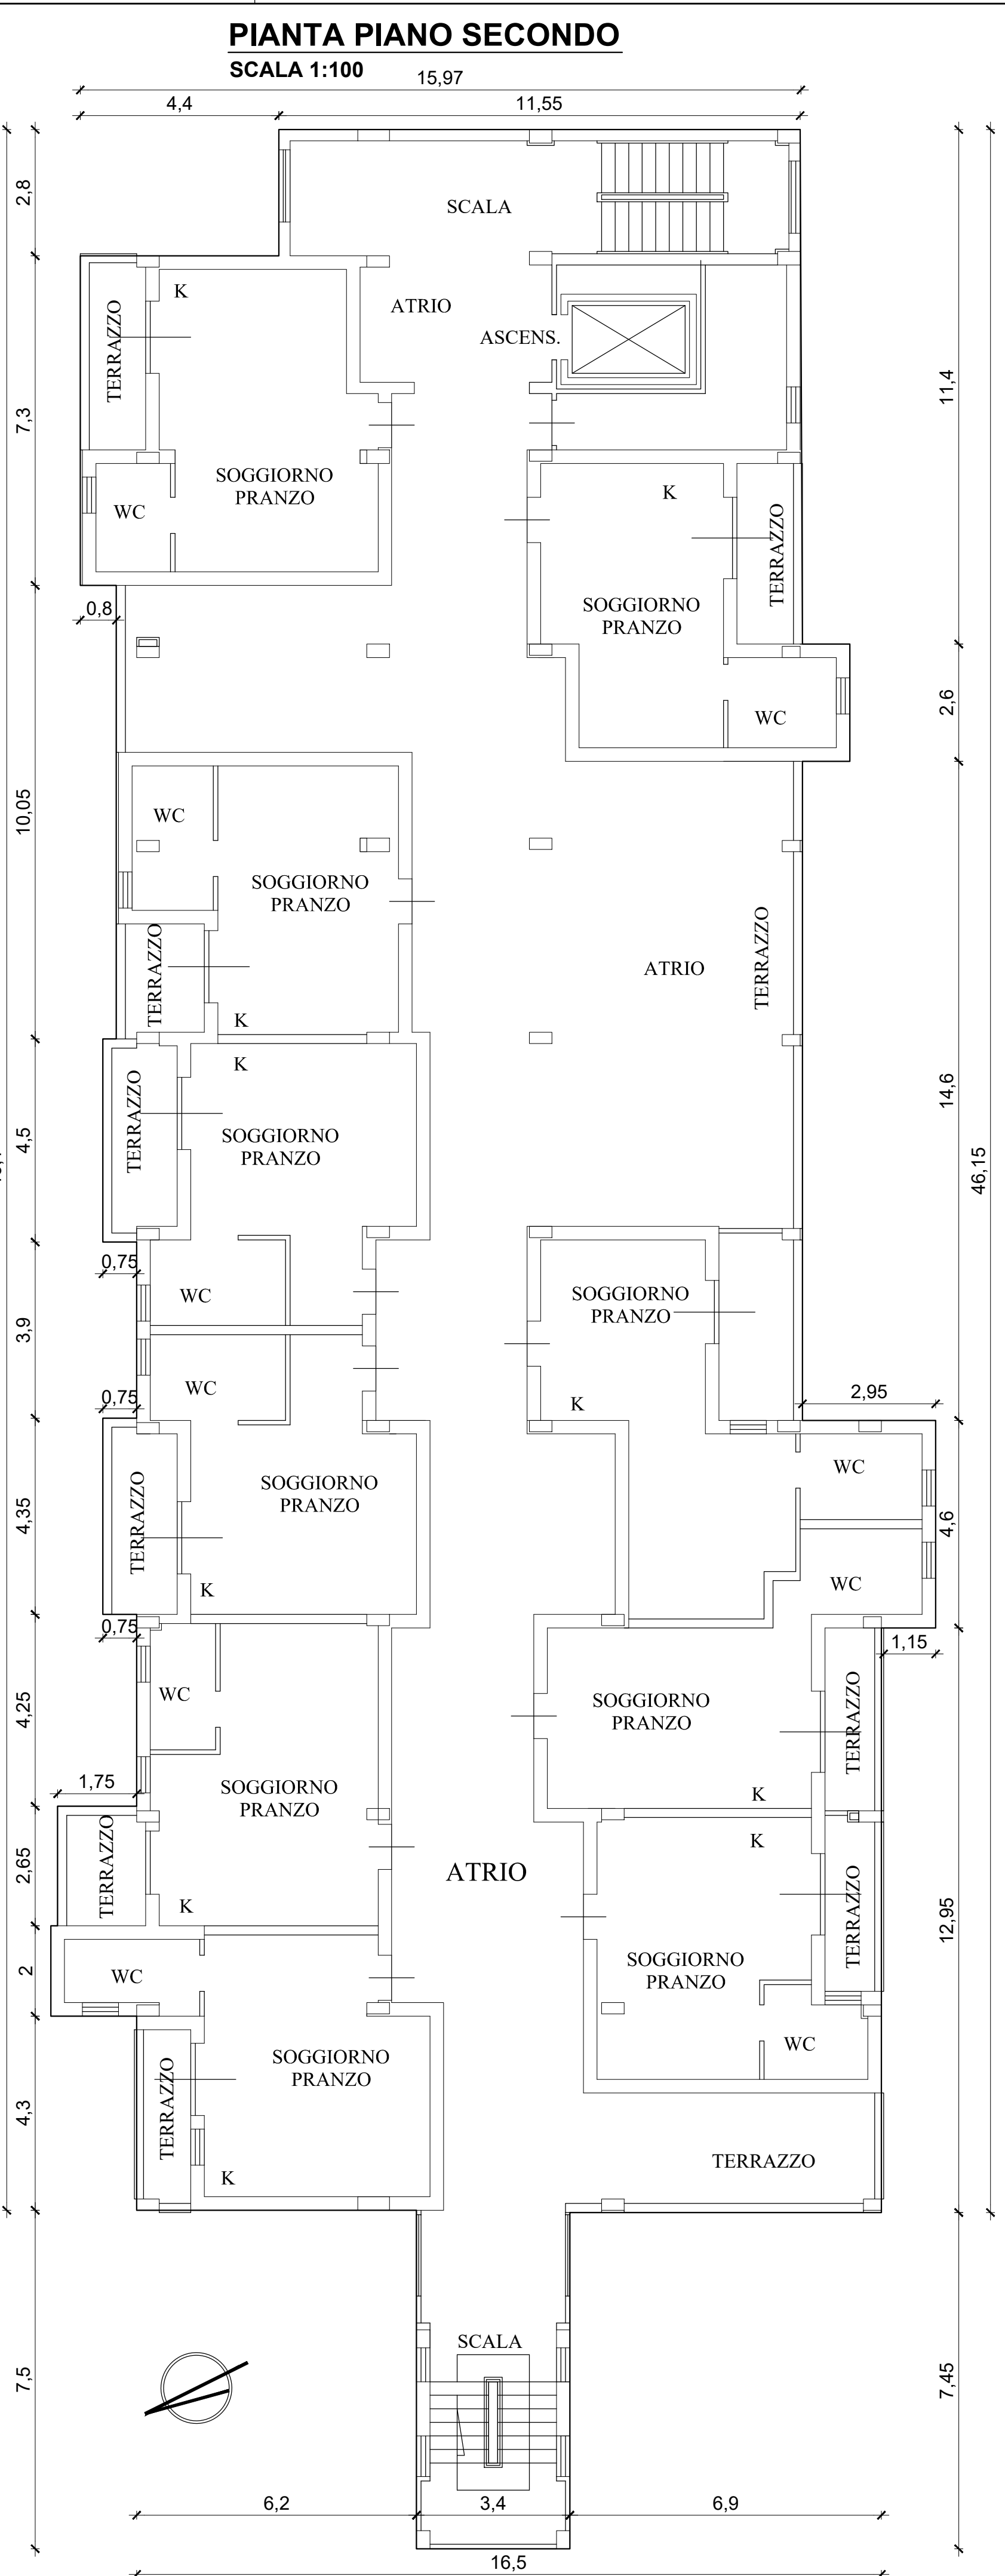 PIANTA PIANO SECONDO
SCALA 1:100
15,97
4,4
11,55
2,8
SCALA
K
ATRIO
TERRAZZO
ASCENS.
7,3
11,4
SOGGIORNO
PRANZO
K
WC
TERRAZZO
0,8
SOGGIORNO
PRANZO
2,6
WC
10,05
WC
SOGGIORNO
PRANZO
TERRAZZO
ATRIO
TERRAZZO
K
K
TERRAZZO
4,5
SOGGIORNO
PRANZO
14,6
46,15
0,75
WC
SOGGIORNO
PRANZO
3,9
0,75
WC
K
2,95
WC
SOGGIORNO
PRANZO
TERRAZZO
4,35
4,6
K
WC
0,75
1,15
WC
4,25
SOGGIORNO
PRANZO
TERRAZZO
1,75
SOGGIORNO
PRANZO
K
K
2,65
TERRAZZO
ATRIO
K
TERRAZZO
12,95
2
WC
SOGGIORNO
PRANZO
WC
SOGGIORNO
PRANZO
TERRAZZO
4,3
K
TERRAZZO
SCALA
7,5
7,45
6,2
3,4
6,9
16,5